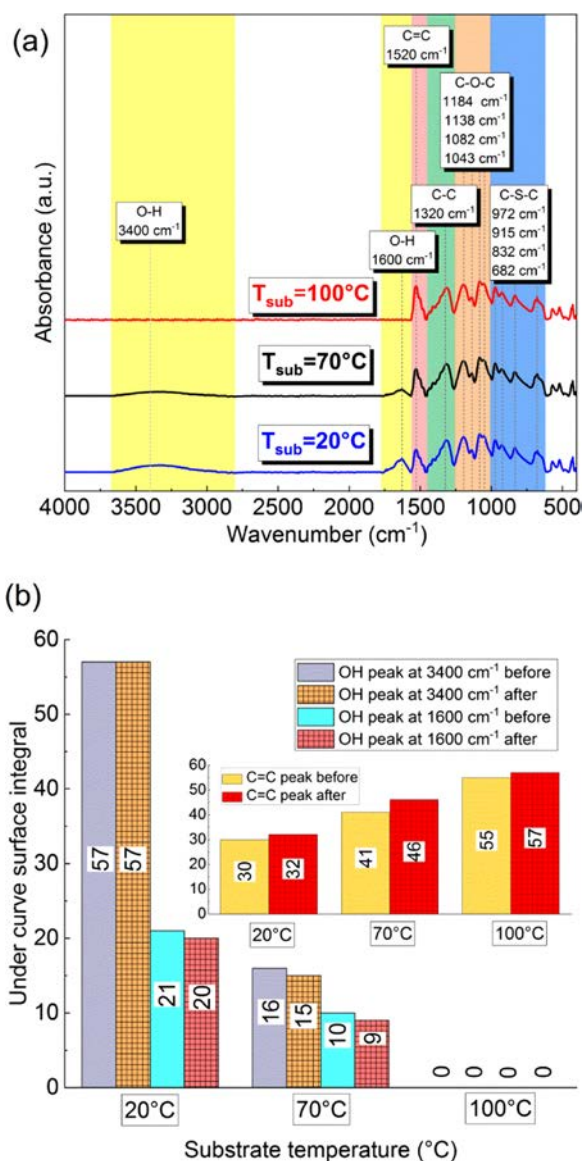 (a)
C=C
1520 cm⁻¹
C-O-C
1184 cm⁻¹
1138 cm⁻¹
1082 cm⁻¹
1043 cm⁻¹
O-H
3400 cm⁻¹
C-C
1320 cm⁻¹
C-S-C
972 cm⁻¹
915 cm⁻¹
832 cm⁻¹
682 cm⁻¹
O-H
1600 cm⁻¹
Absorbance (a.u.)
Tsub=100°C
Tsub=70°C
Tsub=20°C
4000 3500 3000 2500 2000 1500 1000 500
Wavenumber (cm⁻¹)
(b)
Under curve surface integral
60
50
40
30
20
10
0
OH peak at 3400 cm⁻¹ before
OH peak at 3400 cm⁻¹ after
OH peak at 1600 cm⁻¹ before
OH peak at 1600 cm⁻¹ after
60
50
40
30
20
10
0
C=C peak before
C=C peak after
30 32 41 46 55 57
20°C 70°C 100°C
57 57 21 20 16 15 10 9 0 0 0 0
20°C 70°C 100°C
Substrate temperature (°C)